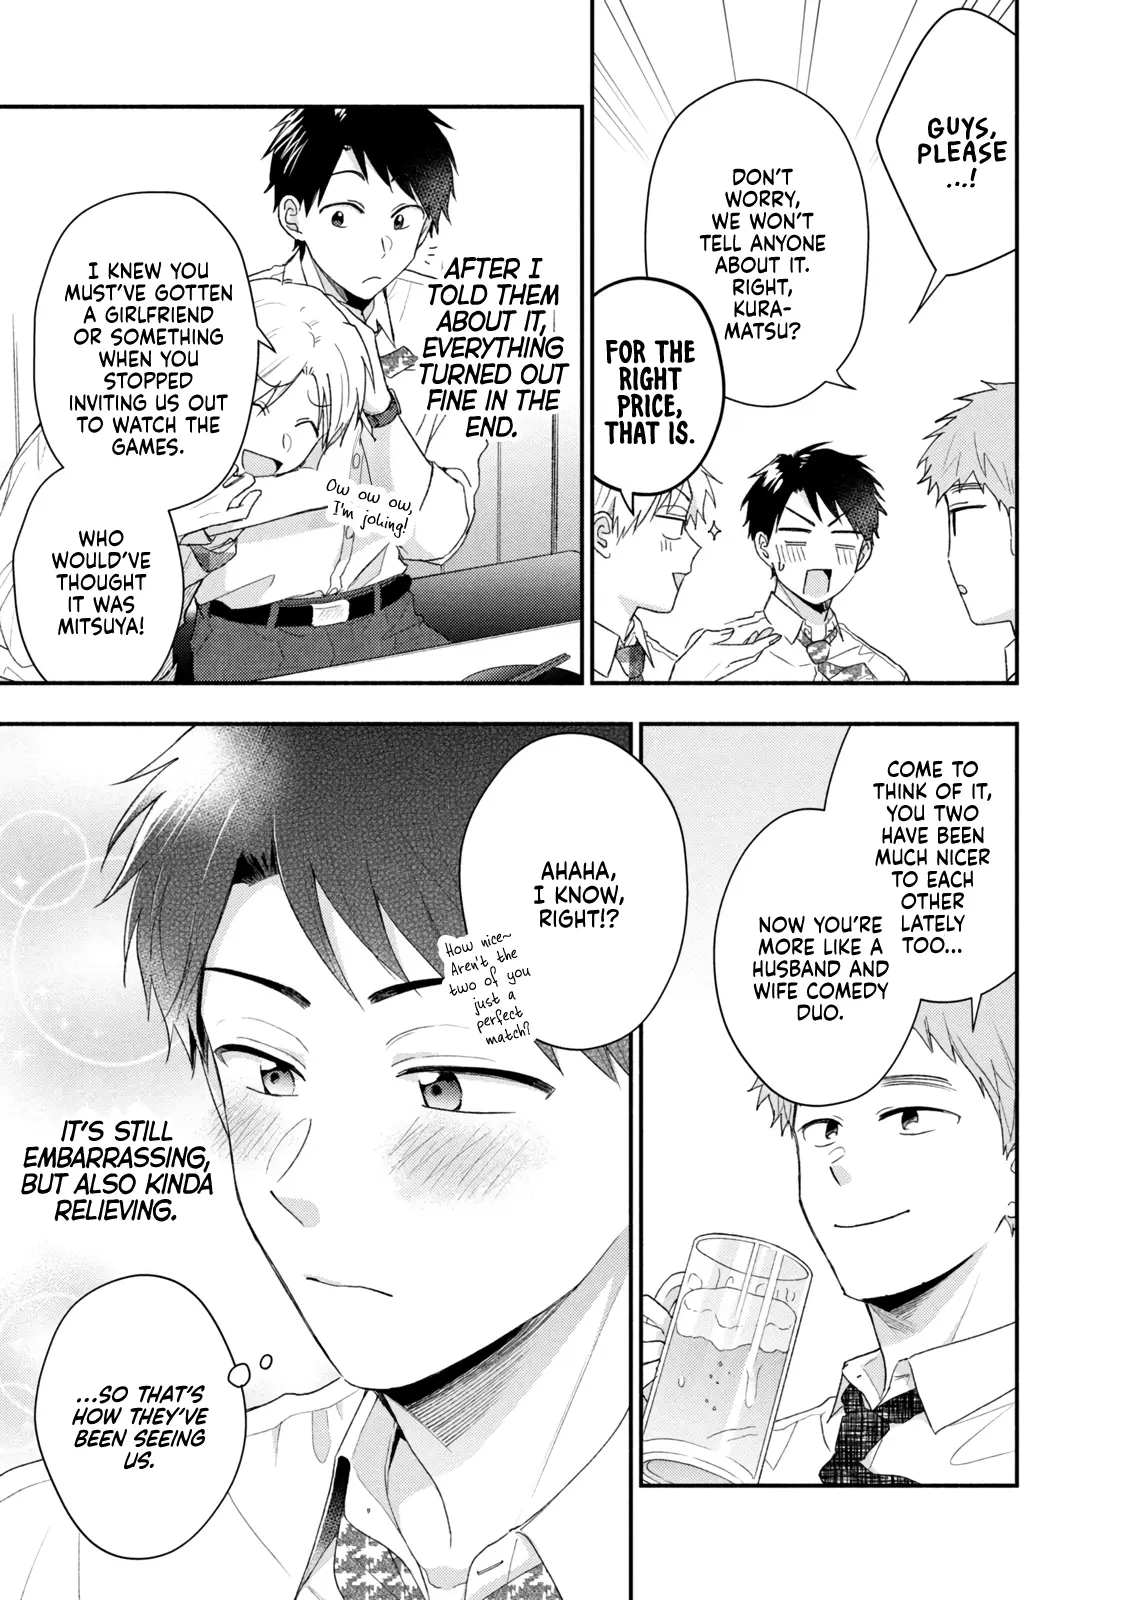 GUYS,
PLEASE
...!
DON'T
WORRY,
WE WON'T
TELL ANYONE
ABOUT IT.
RIGHT,
KURA-
MATSU?
FOR THE
RIGHT
PRICE,
THAT IS.
AFTER I
TOLD THEM
ABOUT IT,
EVERYTHING
TURNED OUT
FINE IN THE
END.
I KNEW YOU
MUST'VE GOTTEN
A GIRLFRIEND
OR SOMETHING
WHEN YOU
STOPPED
INVITING US OUT
TO WATCH THE
GAMES.
Ow ow ow,
I'm joking!
WHO
WOULD'VE
THOUGHT
IT WAS
MITSUYA!
COME TO
THINK OF IT,
YOU TWO
HAVE BEEN
MUCH NICER
TO EACH
OTHER
LATELY
TOO...
NOW YOU'RE
MORE LIKE A
HUSBAND AND
WIFE COMEDY
DUO.
AHAHA,
I KNOW,
RIGHT!?
How nice~
Aren't the
two of you
just a
perfect
match?
IT'S STILL
EMBARRASSING,
BUT ALSO KINDA
RELIEVING.
...SO THAT'S
HOW THEY'VE
BEEN SEEING
US.